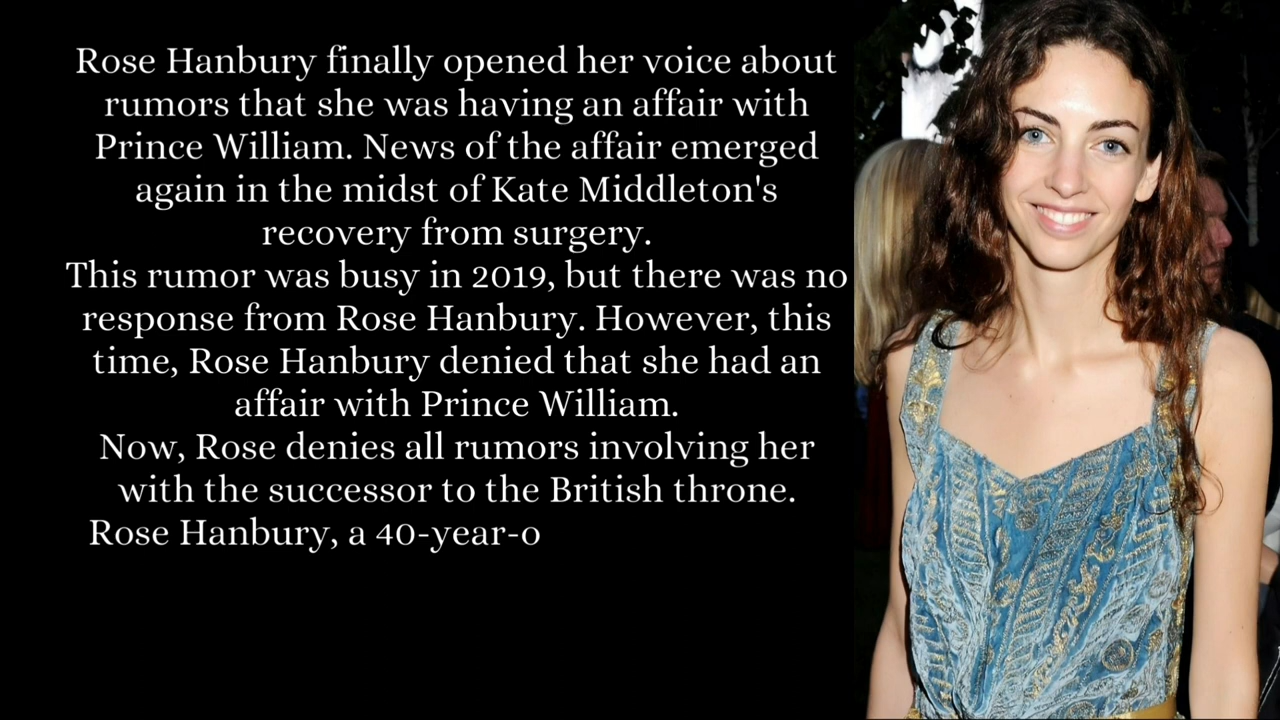 Rose Hanbury finally opened her voice about
rumors that she was having an affair with
Prince William. News of the affair emerged
again in the midst of Kate Middleton's
recovery from surgery.
This rumor was busy in 2019, but there was no
response from Rose Hanbury. However, this
time, Rose Hanbury denied that she had an
affair with Prince William.
Now, Rose denies all rumors involving her
with the successor to the British throne.
Rose Hanbury, a 40-year-o